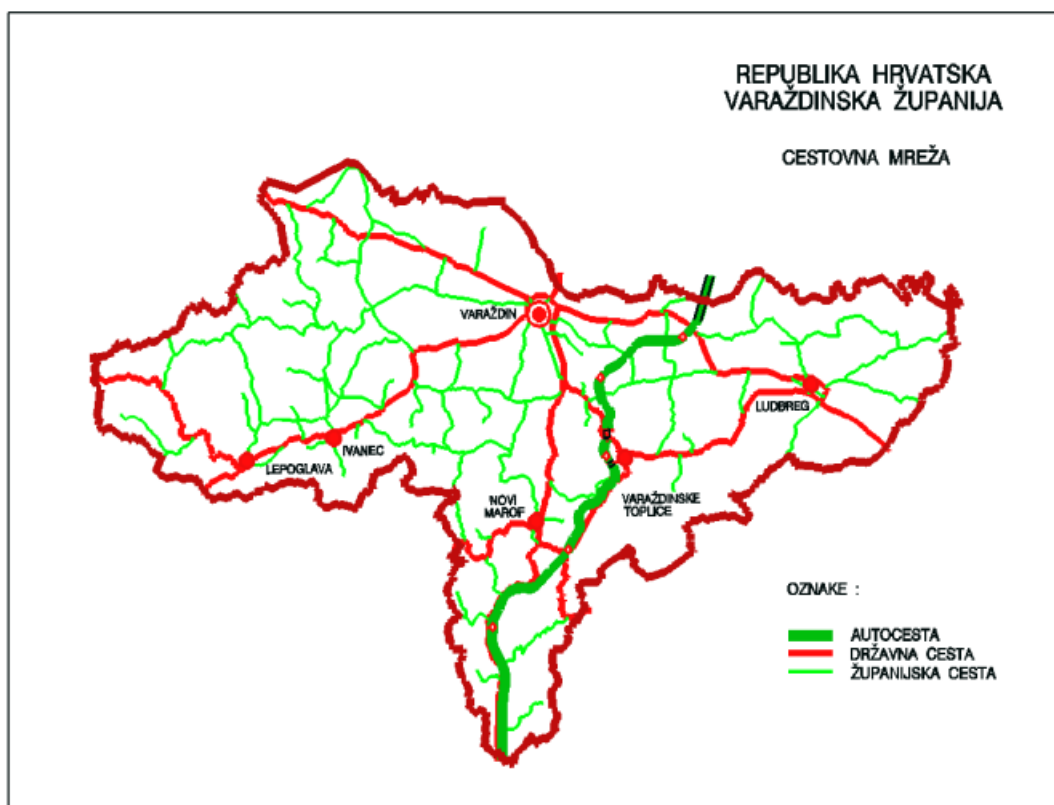 REPUBLIKA HRVATSKA
VARAŽDINSKA ŽUPANIJA
CESTOVNA MREŽA
VARAŽDIN
LUDBREG
IVANEC
LEPOGLAVA
NOVI
MAROF
VARAŽDINSKE
TOPLICE
OZNAKE :
AUTOCESTA
DRŽAVNA CESTA
ŽUPANIJSKA CESTA